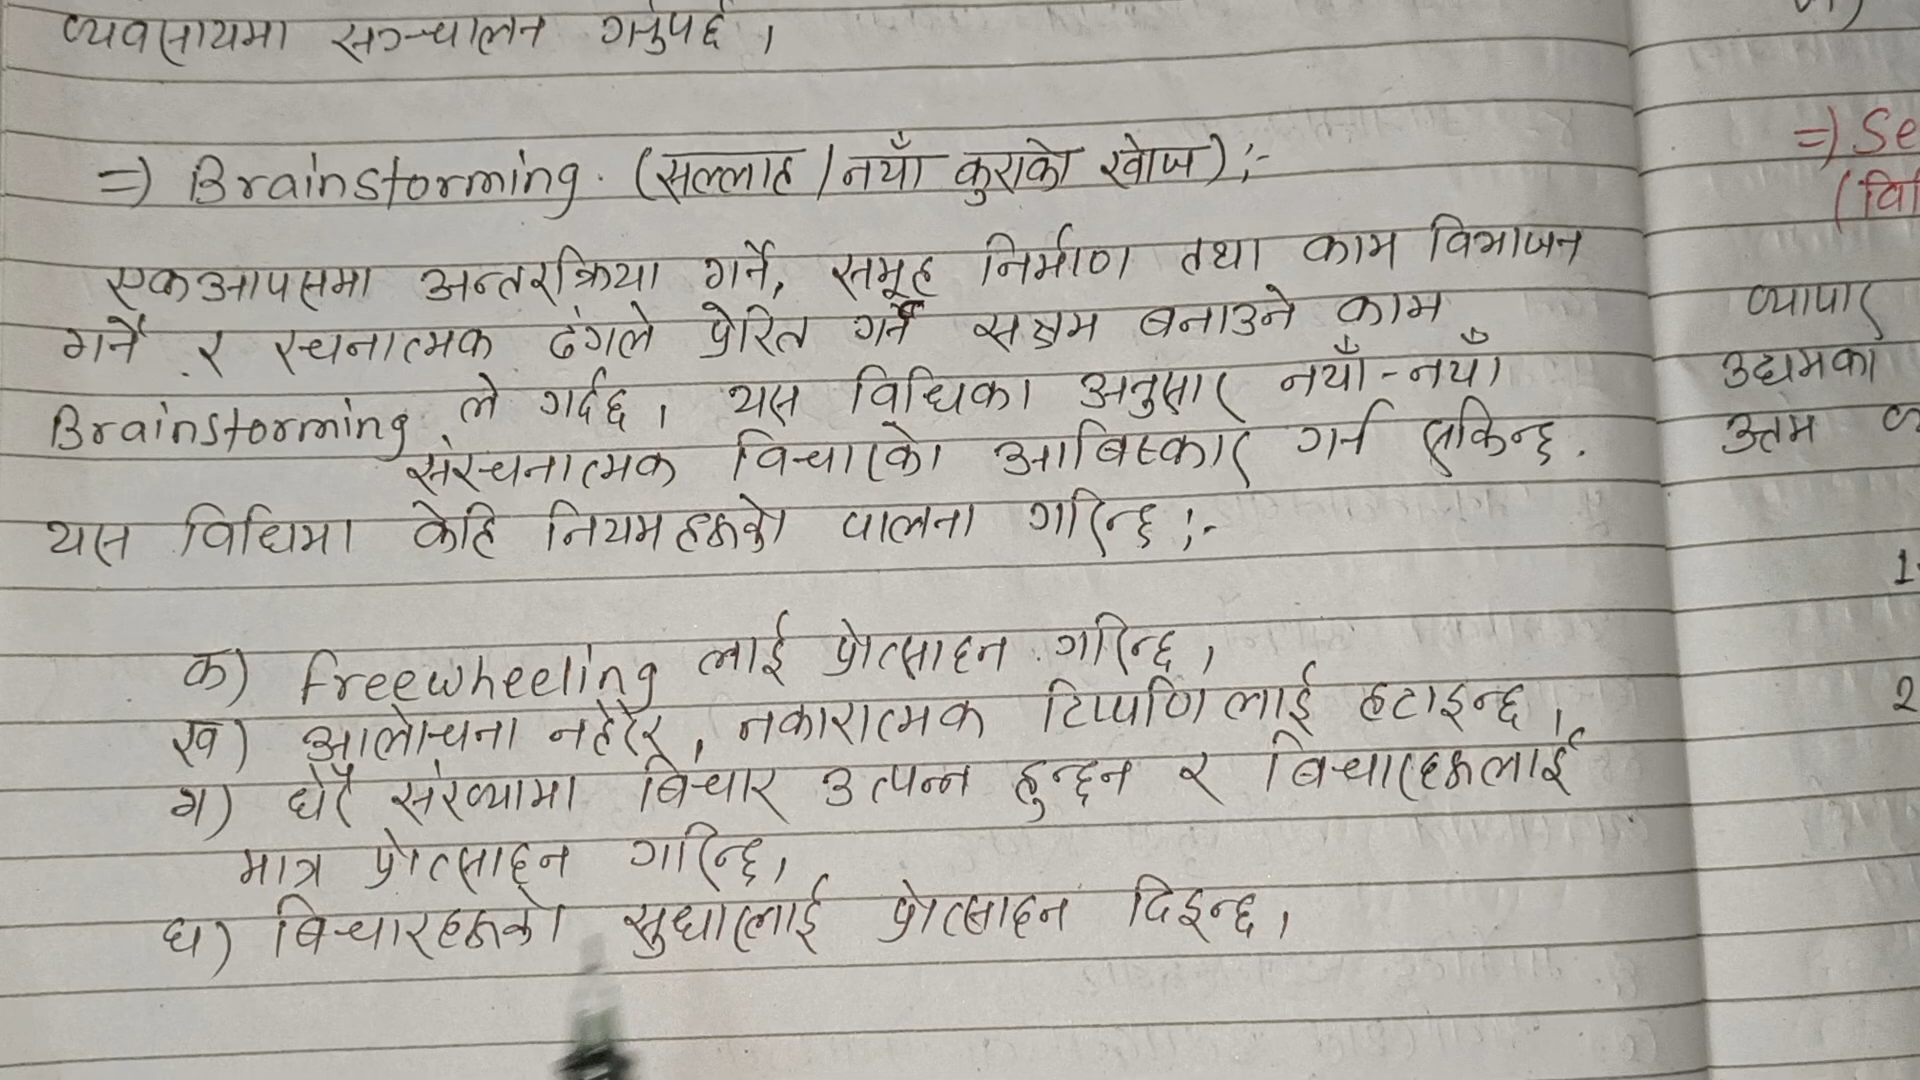 व्यवसायमा सञ्चालन गर्नुपर्छ ।
=) Brainstorming. (सल्लाह / नयाँ कुराको खोज) :-
एकआपसमा अन्तरक्रिया गर्ने, समूह निर्माण तथा काम विभाजन
गर्ने र रचनात्मक ढंगले प्रेरित गर्न सक्षम बनाउने काम
Brainstorming ले गर्दछ । यस विधिका अनुसार नयाँ-नयाँ
संरचनात्मक विचारको आबिस्कार गर्न सकिन्छ.
यस विधिमा केहि नियमहरूको पालना गरिन्छ :-
क) freewheeling लाई प्रोत्साहन गरिन्छ ।
ख) आलोचना नहेरेर, नकारात्मक टिप्पणि लाई हटाइन्छ ।
ग) धेरै संख्यामा बिचार उत्पन्न हुन्छन र बिचारहरूलाई
मात्र प्रोत्साहन गरिन्छ ।
घ) बिचारहरूको सुधारलाई प्रोत्साहन दिइन्छ ।
=) Se
(वि
व्यापार
उद्यमका
उत्तम
1.
2